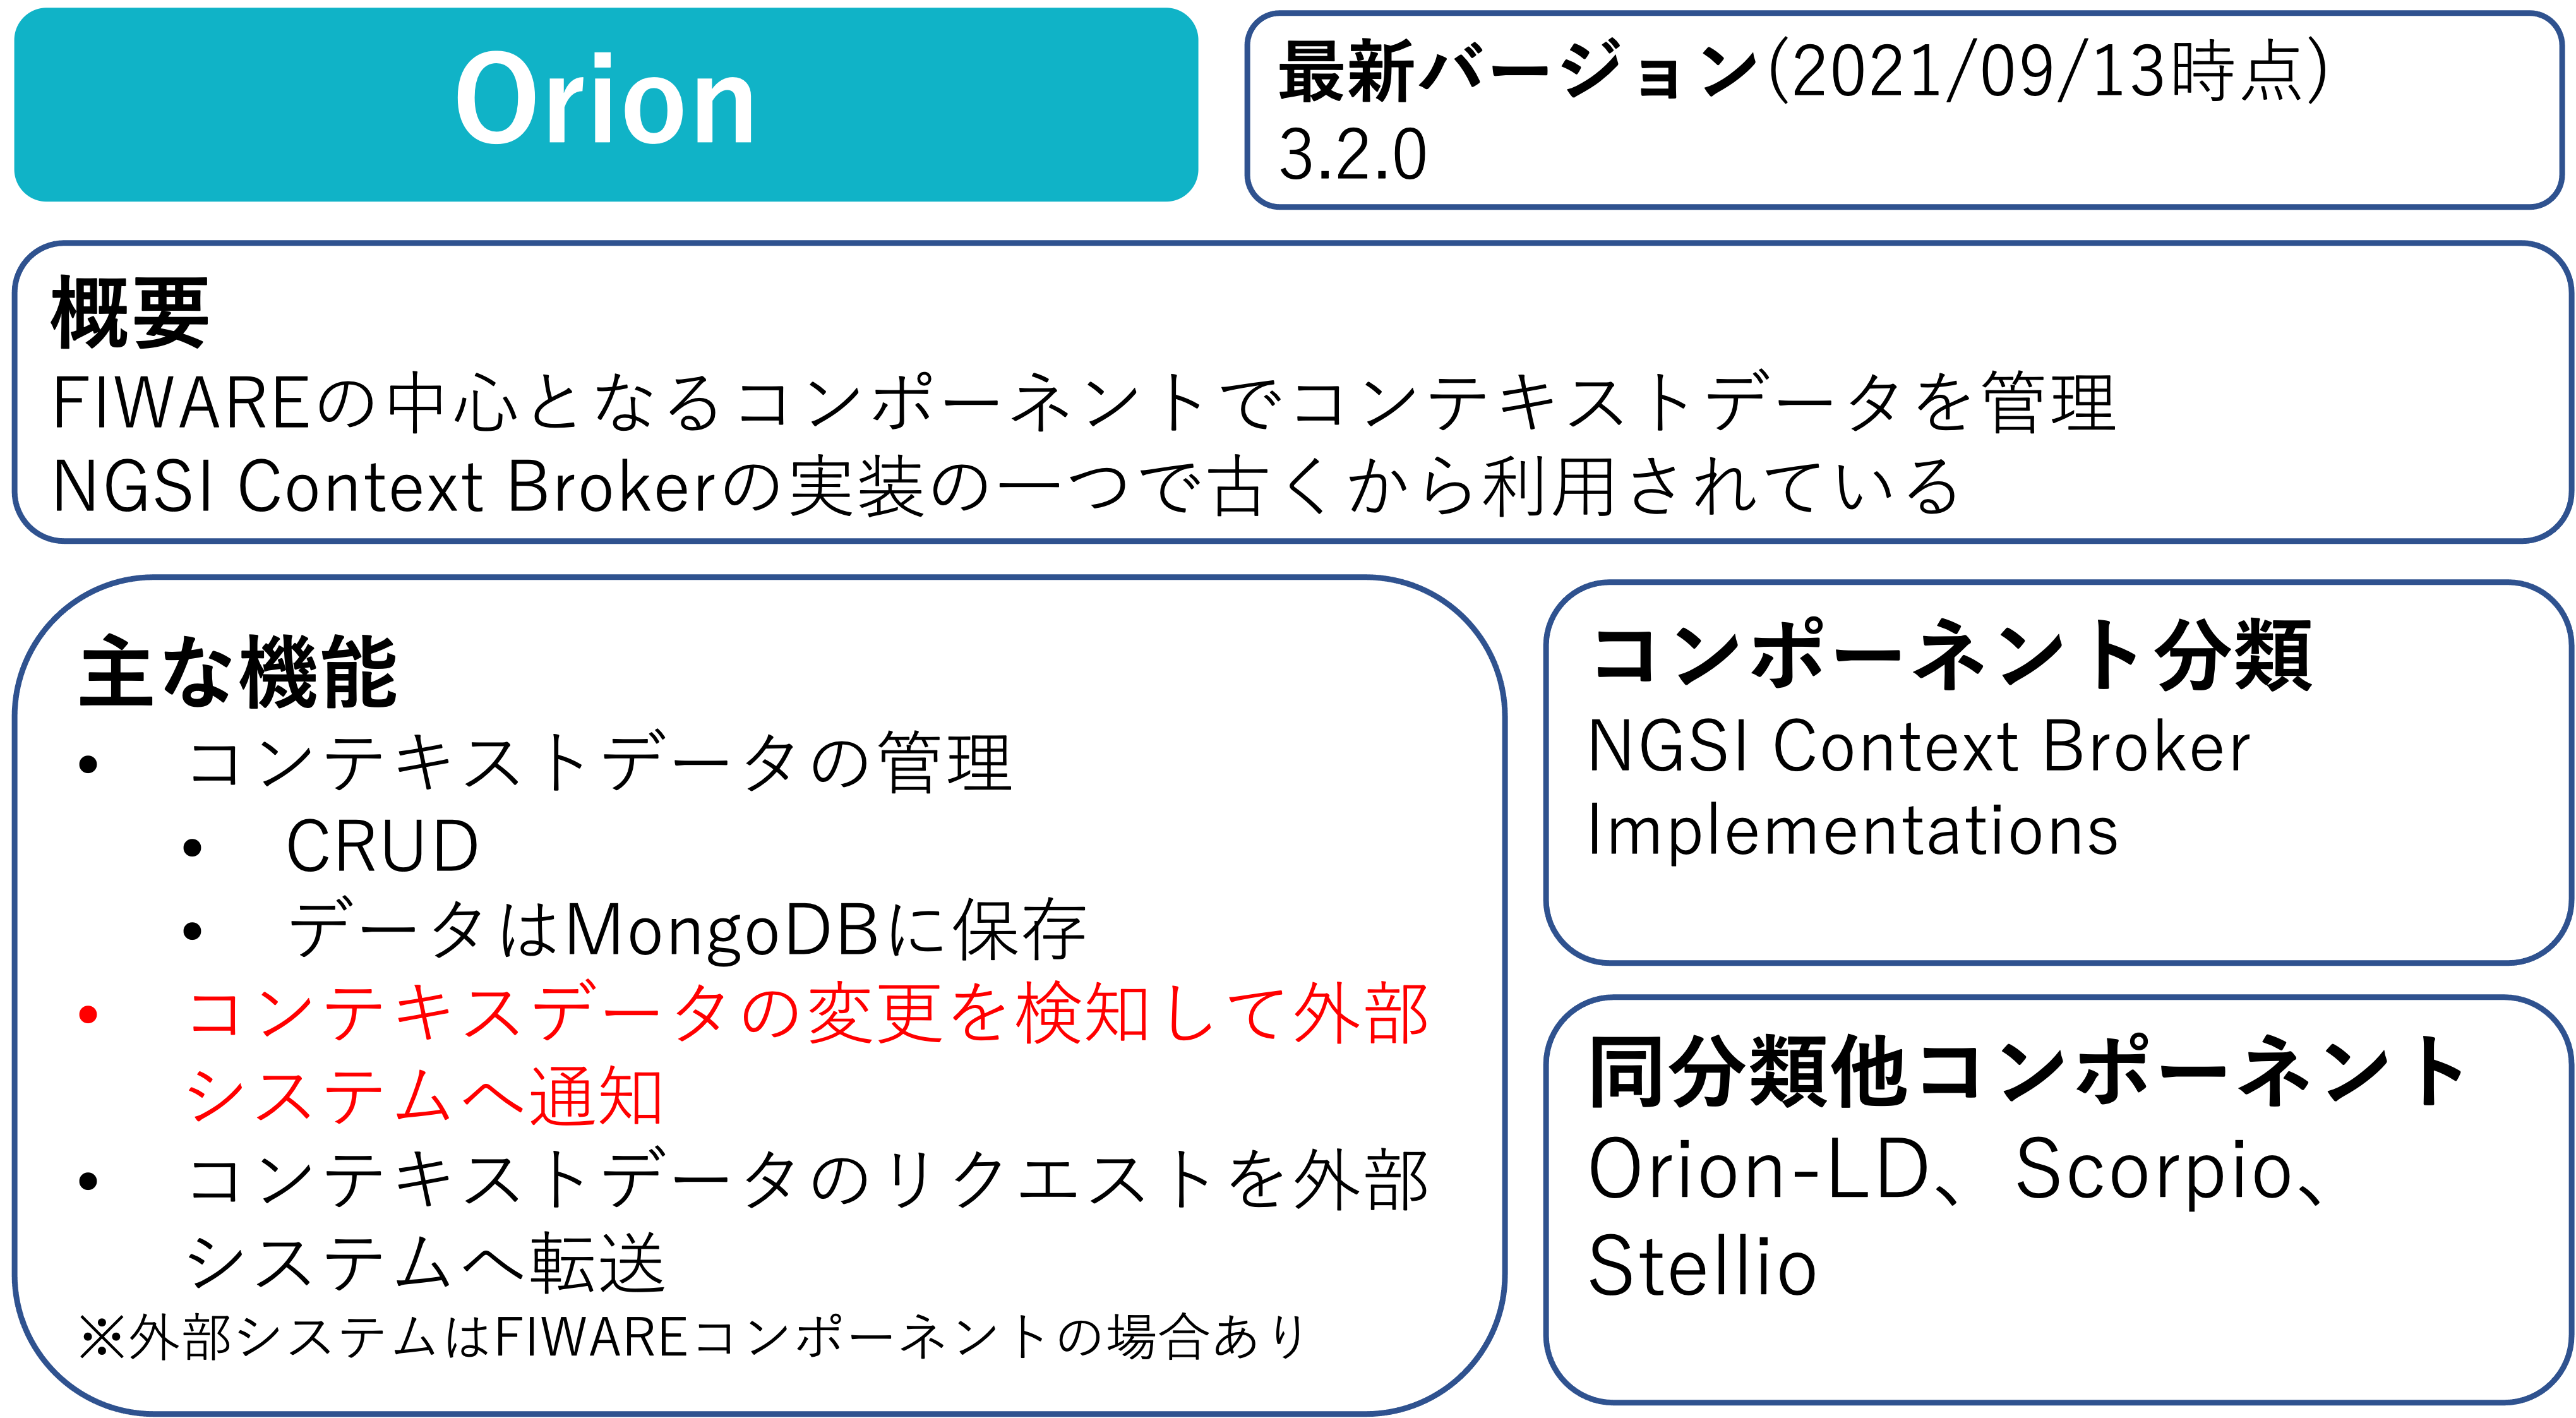 Orion
最新バージョン(2021/09/13時点)
3.2.0
概要
FIWAREの中心となるコンポーネントでコンテキストデータを管理
NGSI Context Brokerの実装の一つで古くから利用されている
主な機能
• コンテキストデータの管理
• CRUD
• データはMongoDBに保存
• コンテキスデータの変更を検知して外部
システムへ通知
• コンテキストデータのリクエストを外部
システムへ転送
※外部システムはFIWAREコンポーネントの場合あり
コンポーネント分類
NGSI Context Broker
Implementations
同分類他コンポーネント
Orion-LD、Scorpio、
Stellio